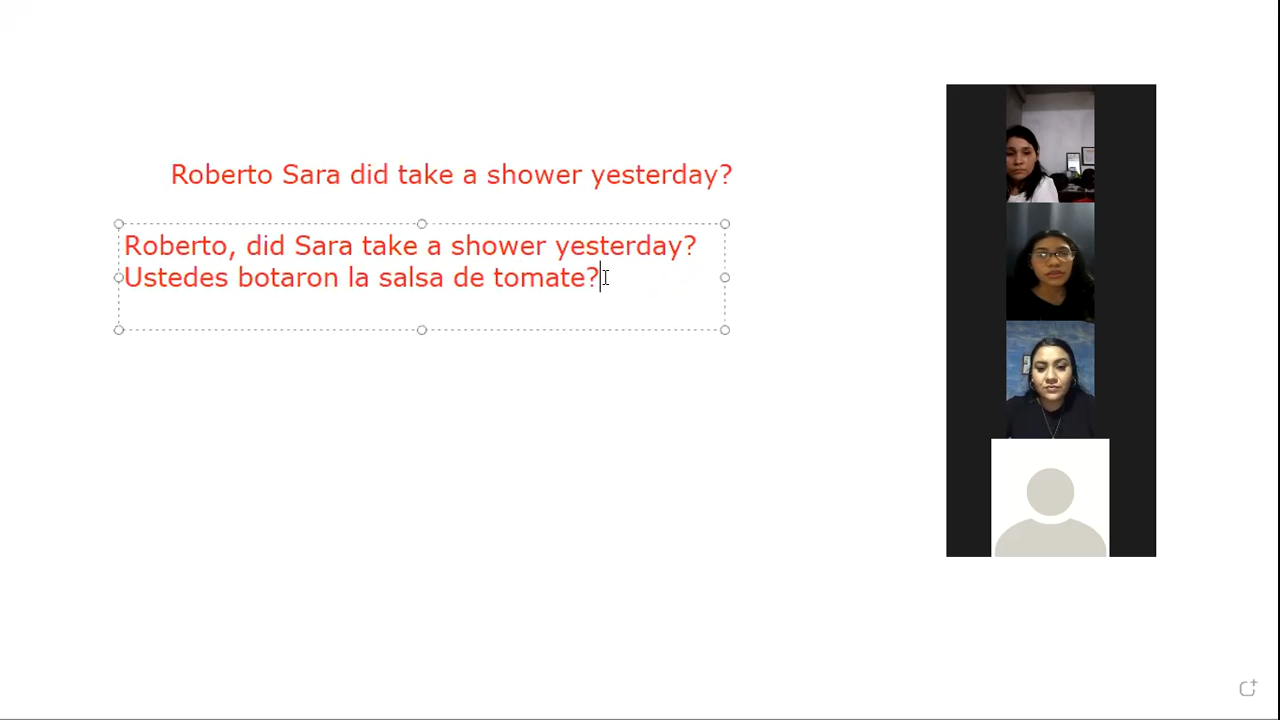 Roberto Sara did take a shower yesterday?
Roberto, did Sara take a shower yesterday?
Ustedes botaron la salsa de tomate?